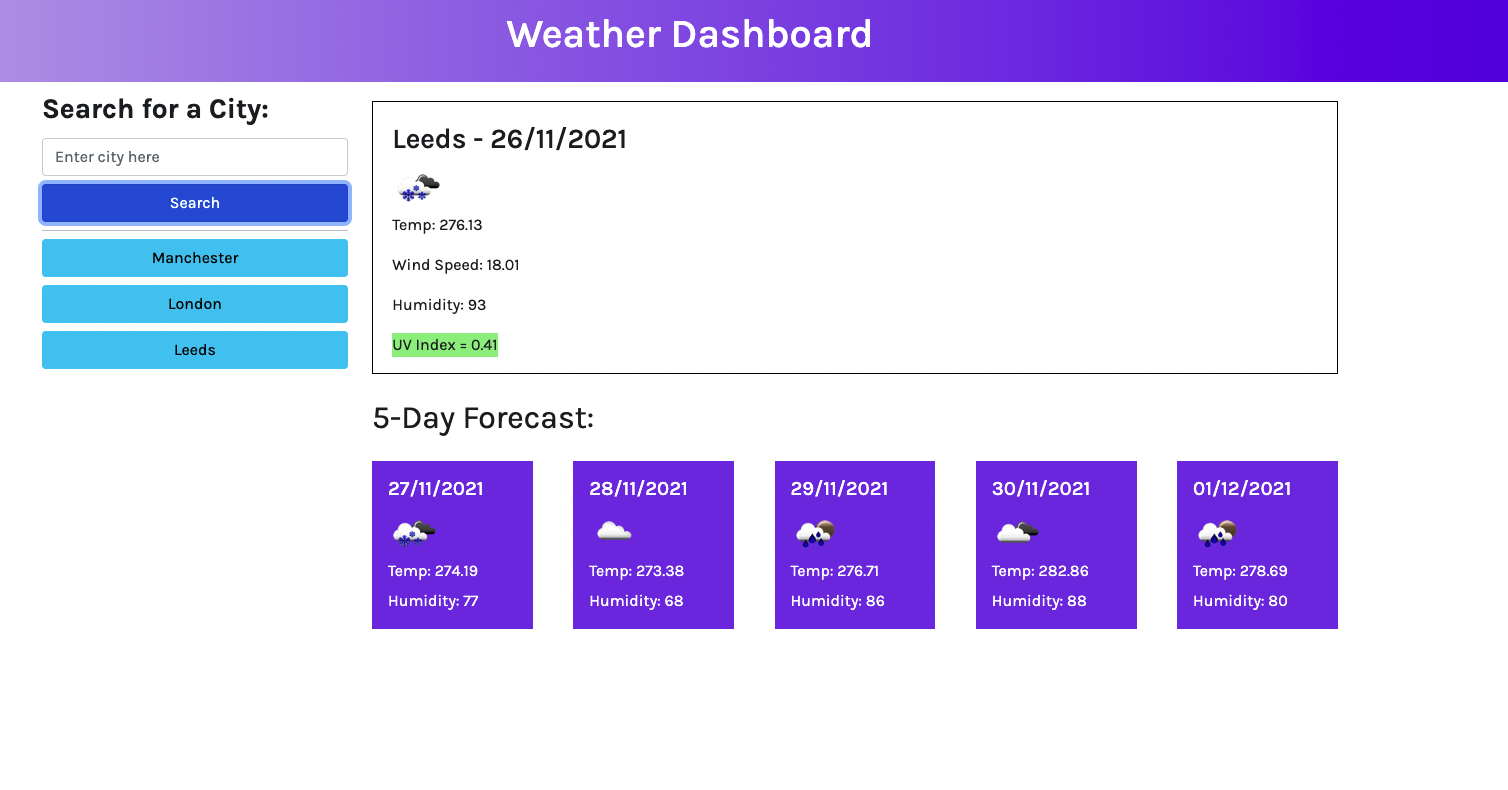 Weather Dashboard
Search for a City:
Enter city here
Search
Manchester
London
Leeds
Leeds - 26/11/2021
Temp: 276.13
Wind Speed: 18.01
Humidity: 93
UV Index = 0.41
5-Day Forecast:
27/11/2021
Temp: 274.19
Humidity: 77
28/11/2021
Temp: 273.38
Humidity: 68
29/11/2021
Temp: 276.71
Humidity: 86
30/11/2021
Temp: 282.86
Humidity: 88
01/12/2021
Temp: 278.69
Humidity: 80